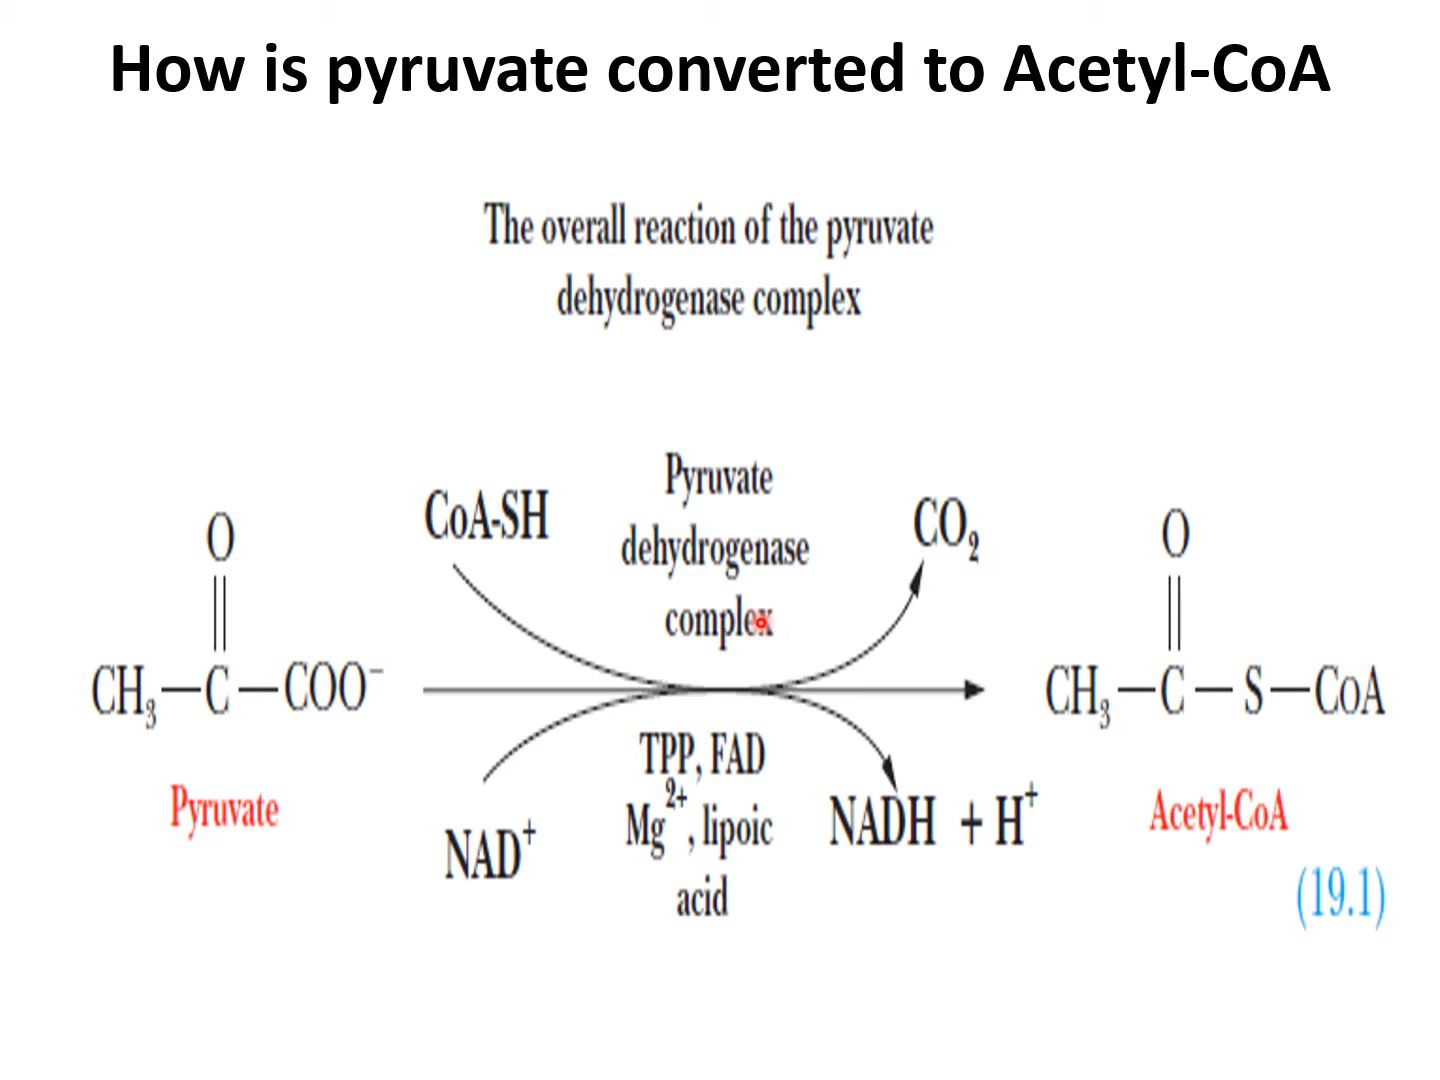 How is pyruvate converted to Acetyl-CoA
The overall reaction of the pyruvate
dehydrogenase complex
Pyruvate
dehydrogenase
complex
CoA-SH
CO₂
O
O
CH₃—C—COO⁻
CH₃—C—S—CoA
TPP, FAD
Mg²⁺, lipoic
acid
NAD⁺
NADH + H⁺
Pyruvate
Acetyl-CoA
(19.1)